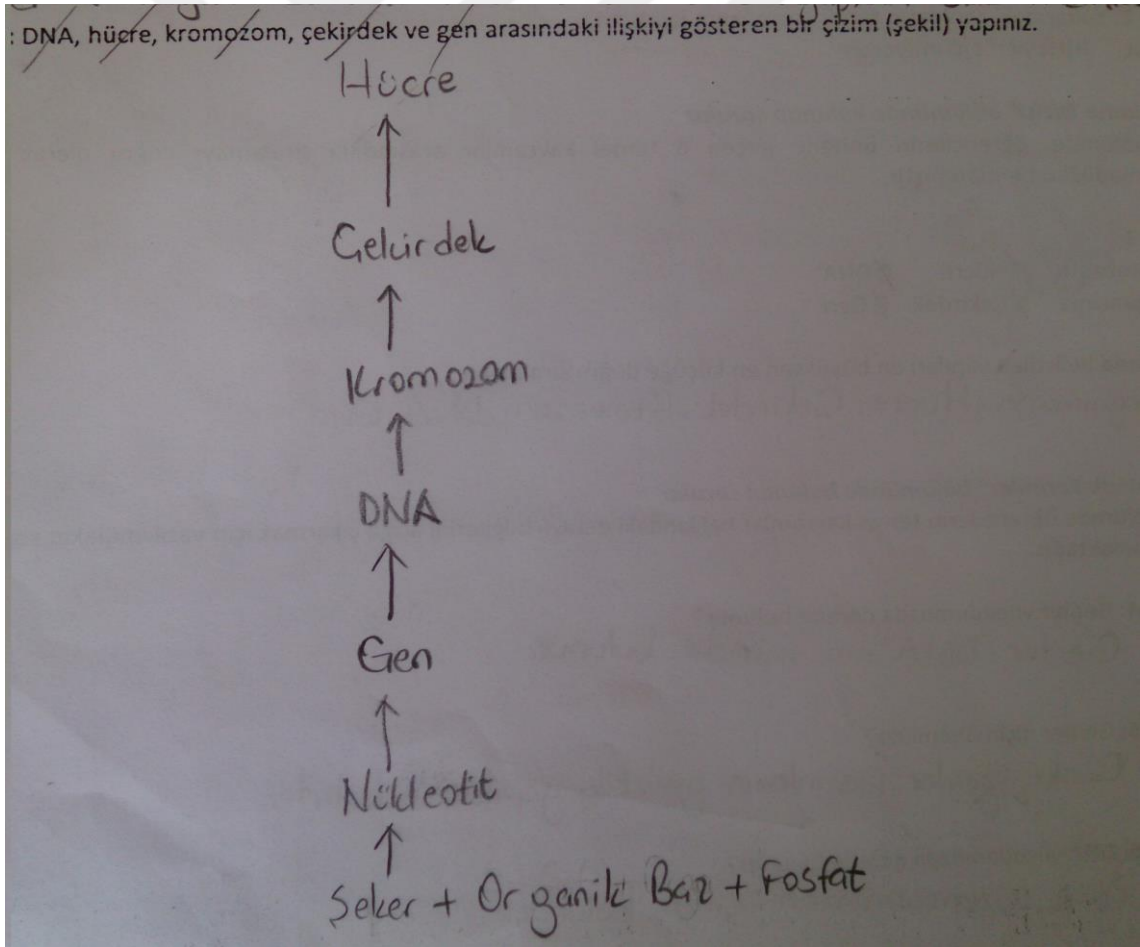 : DNA, hücre, kromozom, çekirdek ve gen arasındaki ilişkiyi gösteren bir çizim (şekil) yapınız.
Hücre
Çekirdek
Kromozom
DNA
Gen
Nükleotit
Şeker + Organik Baz + Fosfat